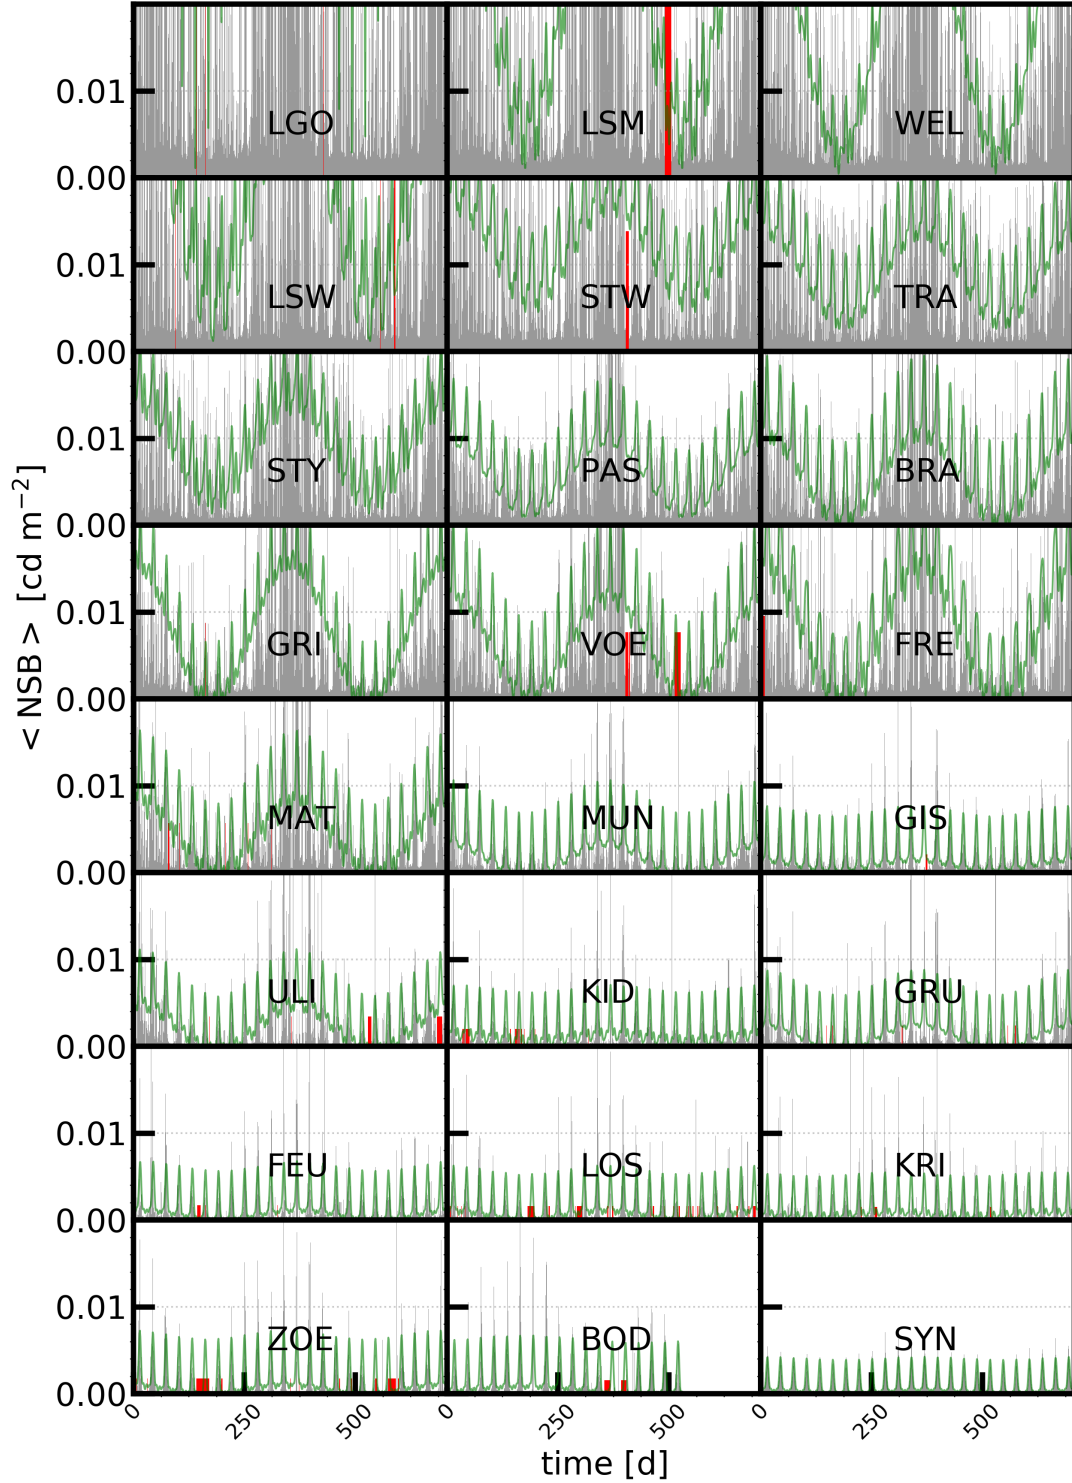 0.01
LGO
LSM
WEL
0.00
0.01
LSW
STW
TRA
0.00
0.01
STY
PAS
BRA
0.00
< NSB > [cd m⁻²]
0.01
GRI
VOE
FRE
0.00
0.01
MAT
MUN
GIS
0.00
0.01
ULI
KID
GRU
0.00
0.01
FEU
LOS
KRI
0.00
0.01
ZOE
BOD
SYN
0.00
0
250
500
0
250
500
0
250
500
time [d]